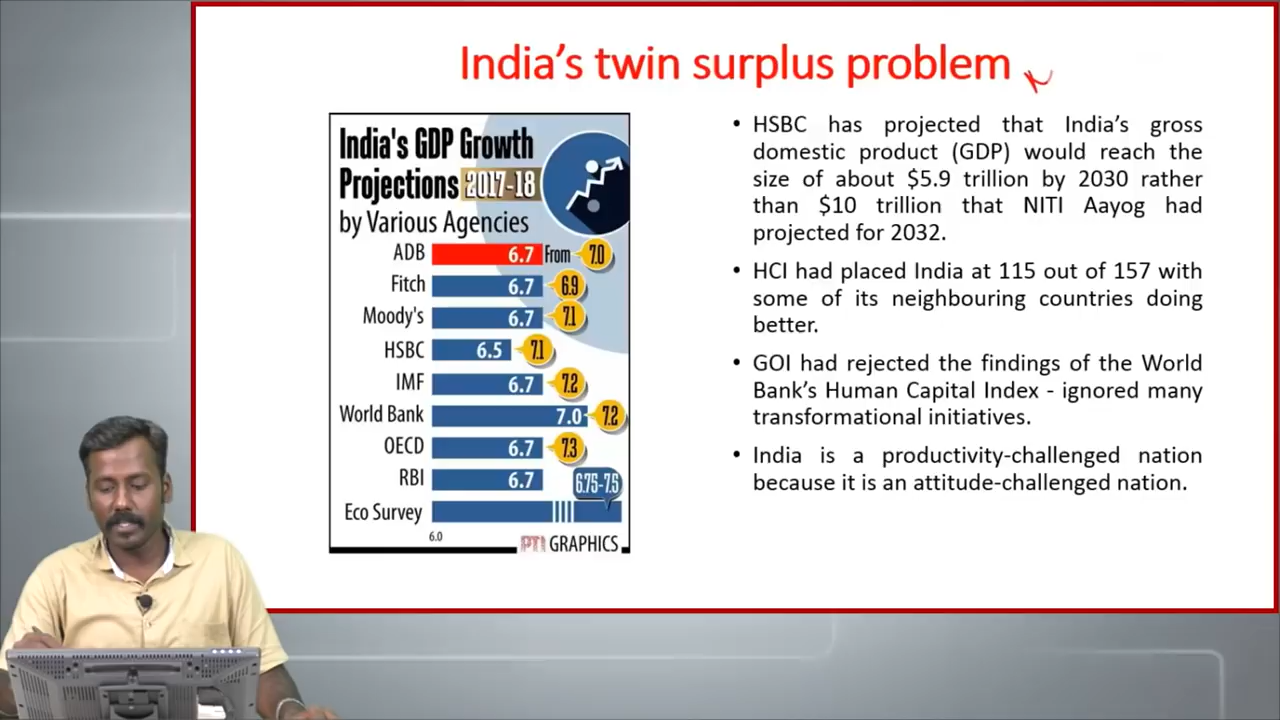 India's twin surplus problem
India's GDP Growth
Projections 2017-18
by Various Agencies
ADB 6.7 From 7.0
Fitch 6.7 6.9
Moody's 6.7 7.1
HSBC 6.5 7.1
IMF 6.7 7.2
World Bank 7.0 7.2
OECD 6.7 7.3
RBI 6.7
6.75-7.5
Eco Survey
6.0
PTI GRAPHICS
• HSBC has projected that India's gross
domestic product (GDP) would reach the
size of about $5.9 trillion by 2030 rather
than $10 trillion that NITI Aayog had
projected for 2032.
• HCI had placed India at 115 out of 157 with
some of its neighbouring countries doing
better.
• GOI had rejected the findings of the World
Bank's Human Capital Index - ignored many
transformational initiatives.
• India is a productivity-challenged nation
because it is an attitude-challenged nation.